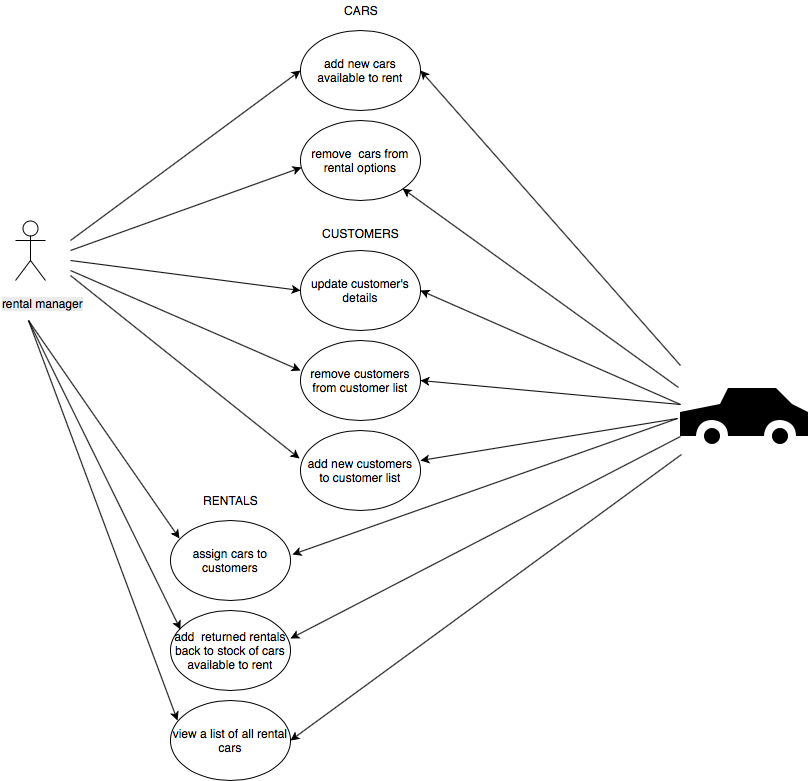 CARS
add new cars
available to rent
remove  cars from
rental options
CUSTOMERS
update customer's
details
rental manager
remove customers
from customer list
add new customers
to customer list
RENTALS
assign cars to
customers
add  returned rentals
back to stock of cars
available to rent
view a list of all rental
cars